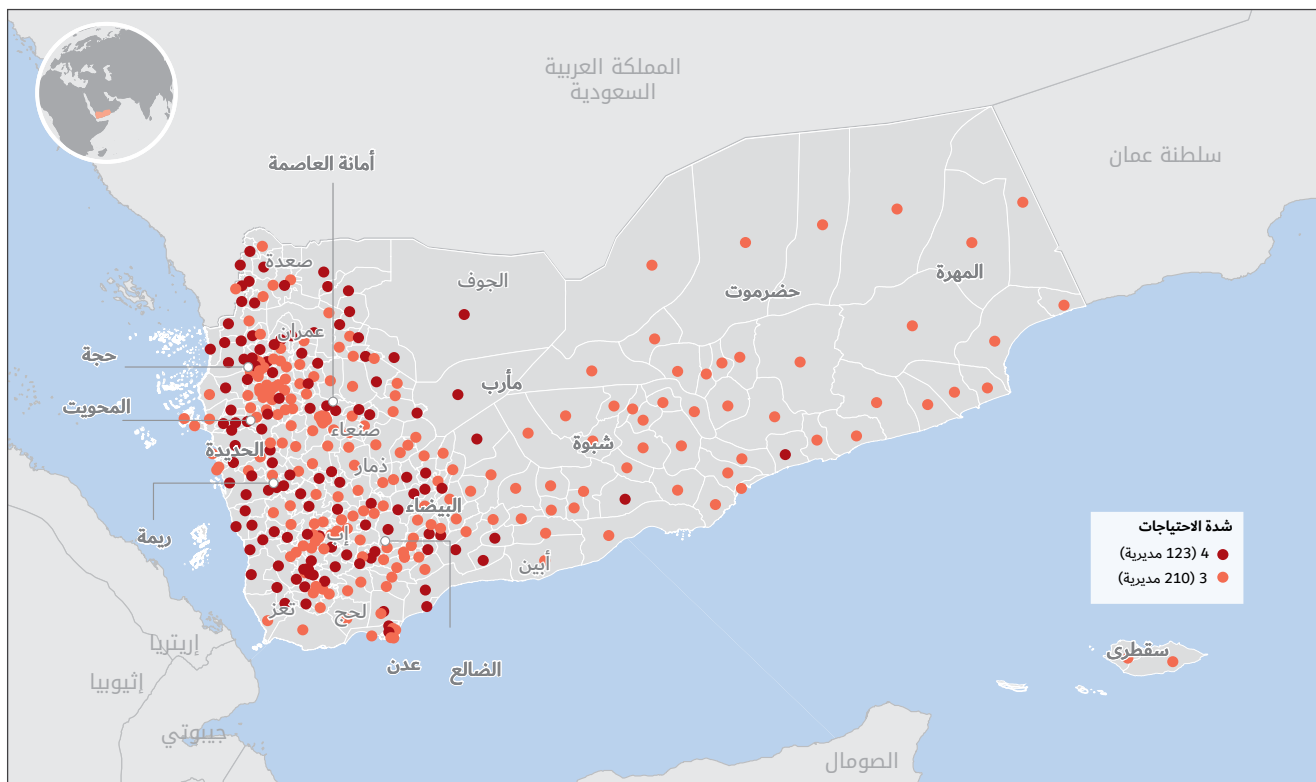 المملكة العربية
السعودية
سلطنة عمان
أمانة العاصمة
صعدة
الجوف
المهرة
حضرموت
عمران
حجة
مأرب
المحويت
صنعاء
شبوة
الحديدة
ذمار
البيضاء
ريمة
إب
أبين
تعز
لحج
عدن
الضالع
شدة الاحتياجات
4 (123 مديرية)
3 (210 مديرية)
سقطرى
إريتريا
إثيوبيا
جيبوتي
الصومال